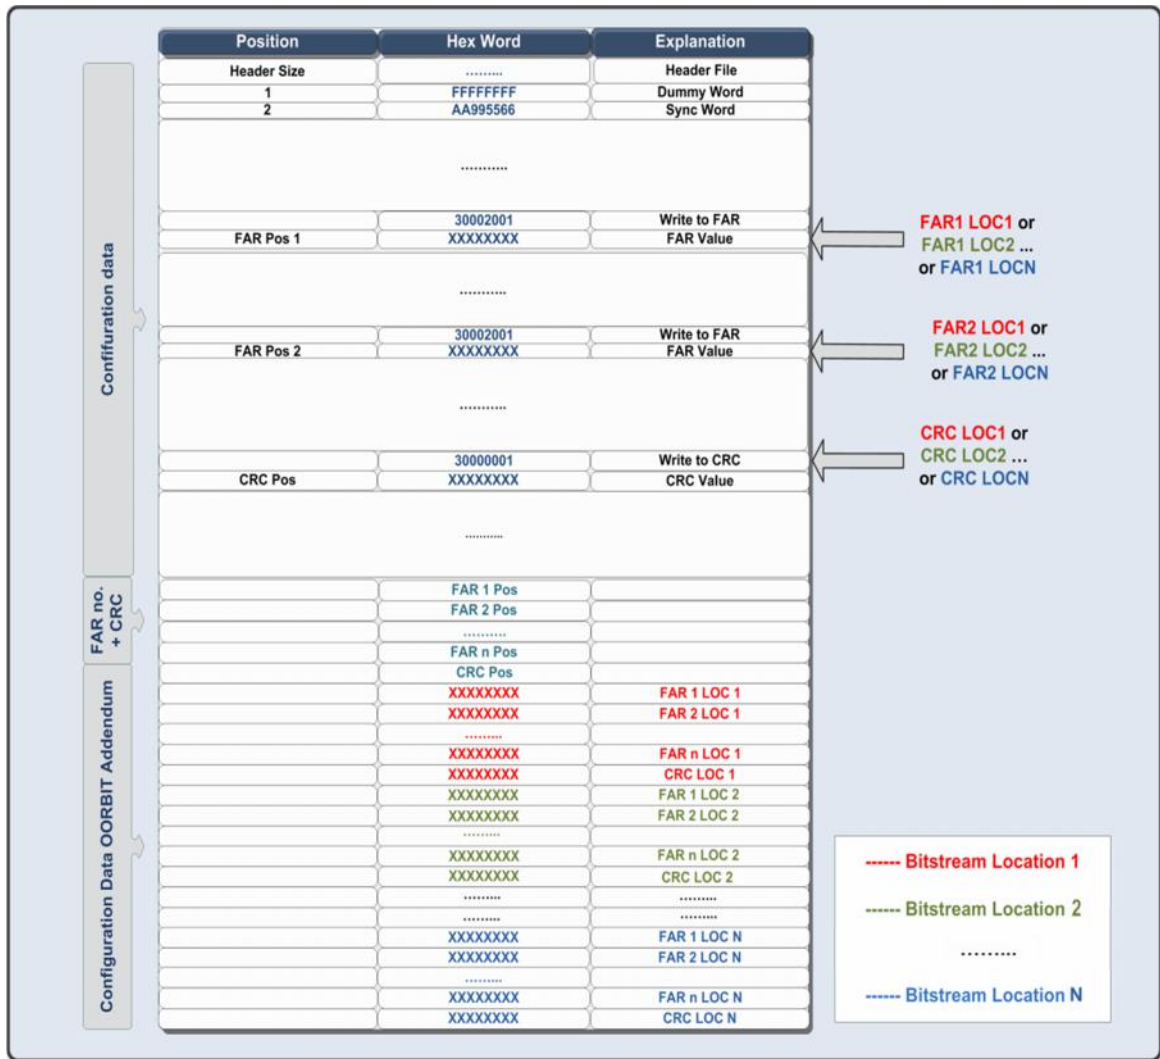 Position Hex Word Explanation
Header Size ......... Header File
1 FFFFFFFF Dummy Word
2 AA995566 Sync Word
...........
30002001 Write to FAR
FAR Pos 1 XXXXXXXX FAR Value
...........
30002001 Write to FAR
FAR Pos 2 XXXXXXXX FAR Value
...........
30000001 Write to CRC
CRC Pos XXXXXXXX CRC Value
...........
FAR 1 Pos
FAR 2 Pos
..........
FAR n Pos
CRC Pos
XXXXXXXX FAR 1 LOC 1
XXXXXXXX FAR 2 LOC 1
.........
XXXXXXXX FAR n LOC 1
XXXXXXXX CRC LOC 1
XXXXXXXX FAR 1 LOC 2
XXXXXXXX FAR 2 LOC 2
.........
XXXXXXXX FAR n LOC 2
XXXXXXXX CRC LOC 2
......... .........
......... .........
XXXXXXXX FAR 1 LOC N
XXXXXXXX FAR 2 LOC N
.........
XXXXXXXX FAR n LOC N
XXXXXXXX CRC LOC N
Confifuration data
FAR no.
+ CRC
Configuration Data OORBIT Addendum
FAR1 LOC1 or
FAR1 LOC2 ...
or FAR1 LOCN
FAR2 LOC1 or
FAR2 LOC2 ...
or FAR2 LOCN
CRC LOC1 or
CRC LOC2 ...
or CRC LOCN
------ Bitstream Location 1
------ Bitstream Location 2
.........
------ Bitstream Location N